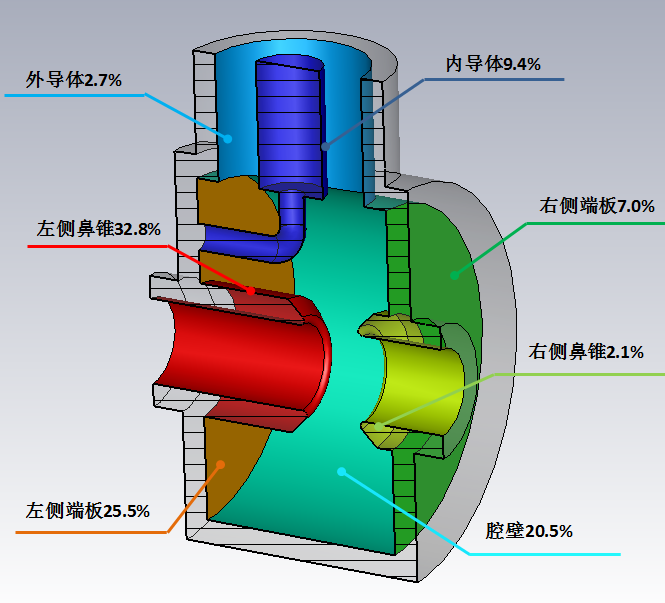 外导体2.7%
内导体9.4%
右侧端板7.0%
左侧鼻锥32.8%
右侧鼻锥2.1%
左侧端板25.5%
腔壁20.5%